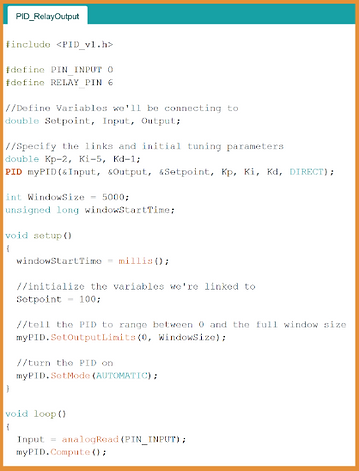 PID_RelayOutput
#include <PID_v1.h>
#define PIN_INPUT 0
#define RELAY_PIN 6
//Define Variables we'll be connecting to
double Setpoint, Input, Output;
//Specify the links and initial tuning parameters
double Kp=2, Ki=5, Kd=1;
PID myPID(&Input, &Output, &Setpoint, Kp, Ki, Kd, DIRECT);
int WindowSize = 5000;
unsigned long windowStartTime;
void setup()
{
windowStartTime = millis();
//initialize the variables we're linked to
Setpoint = 100;
//tell the PID to range between 0 and the full window size
myPID.SetOutputLimits(0, WindowSize);
//turn the PID on
myPID.SetMode(AUTOMATIC);
}
void loop()
{
Input = analogRead(PIN_INPUT);
myPID.Compute();